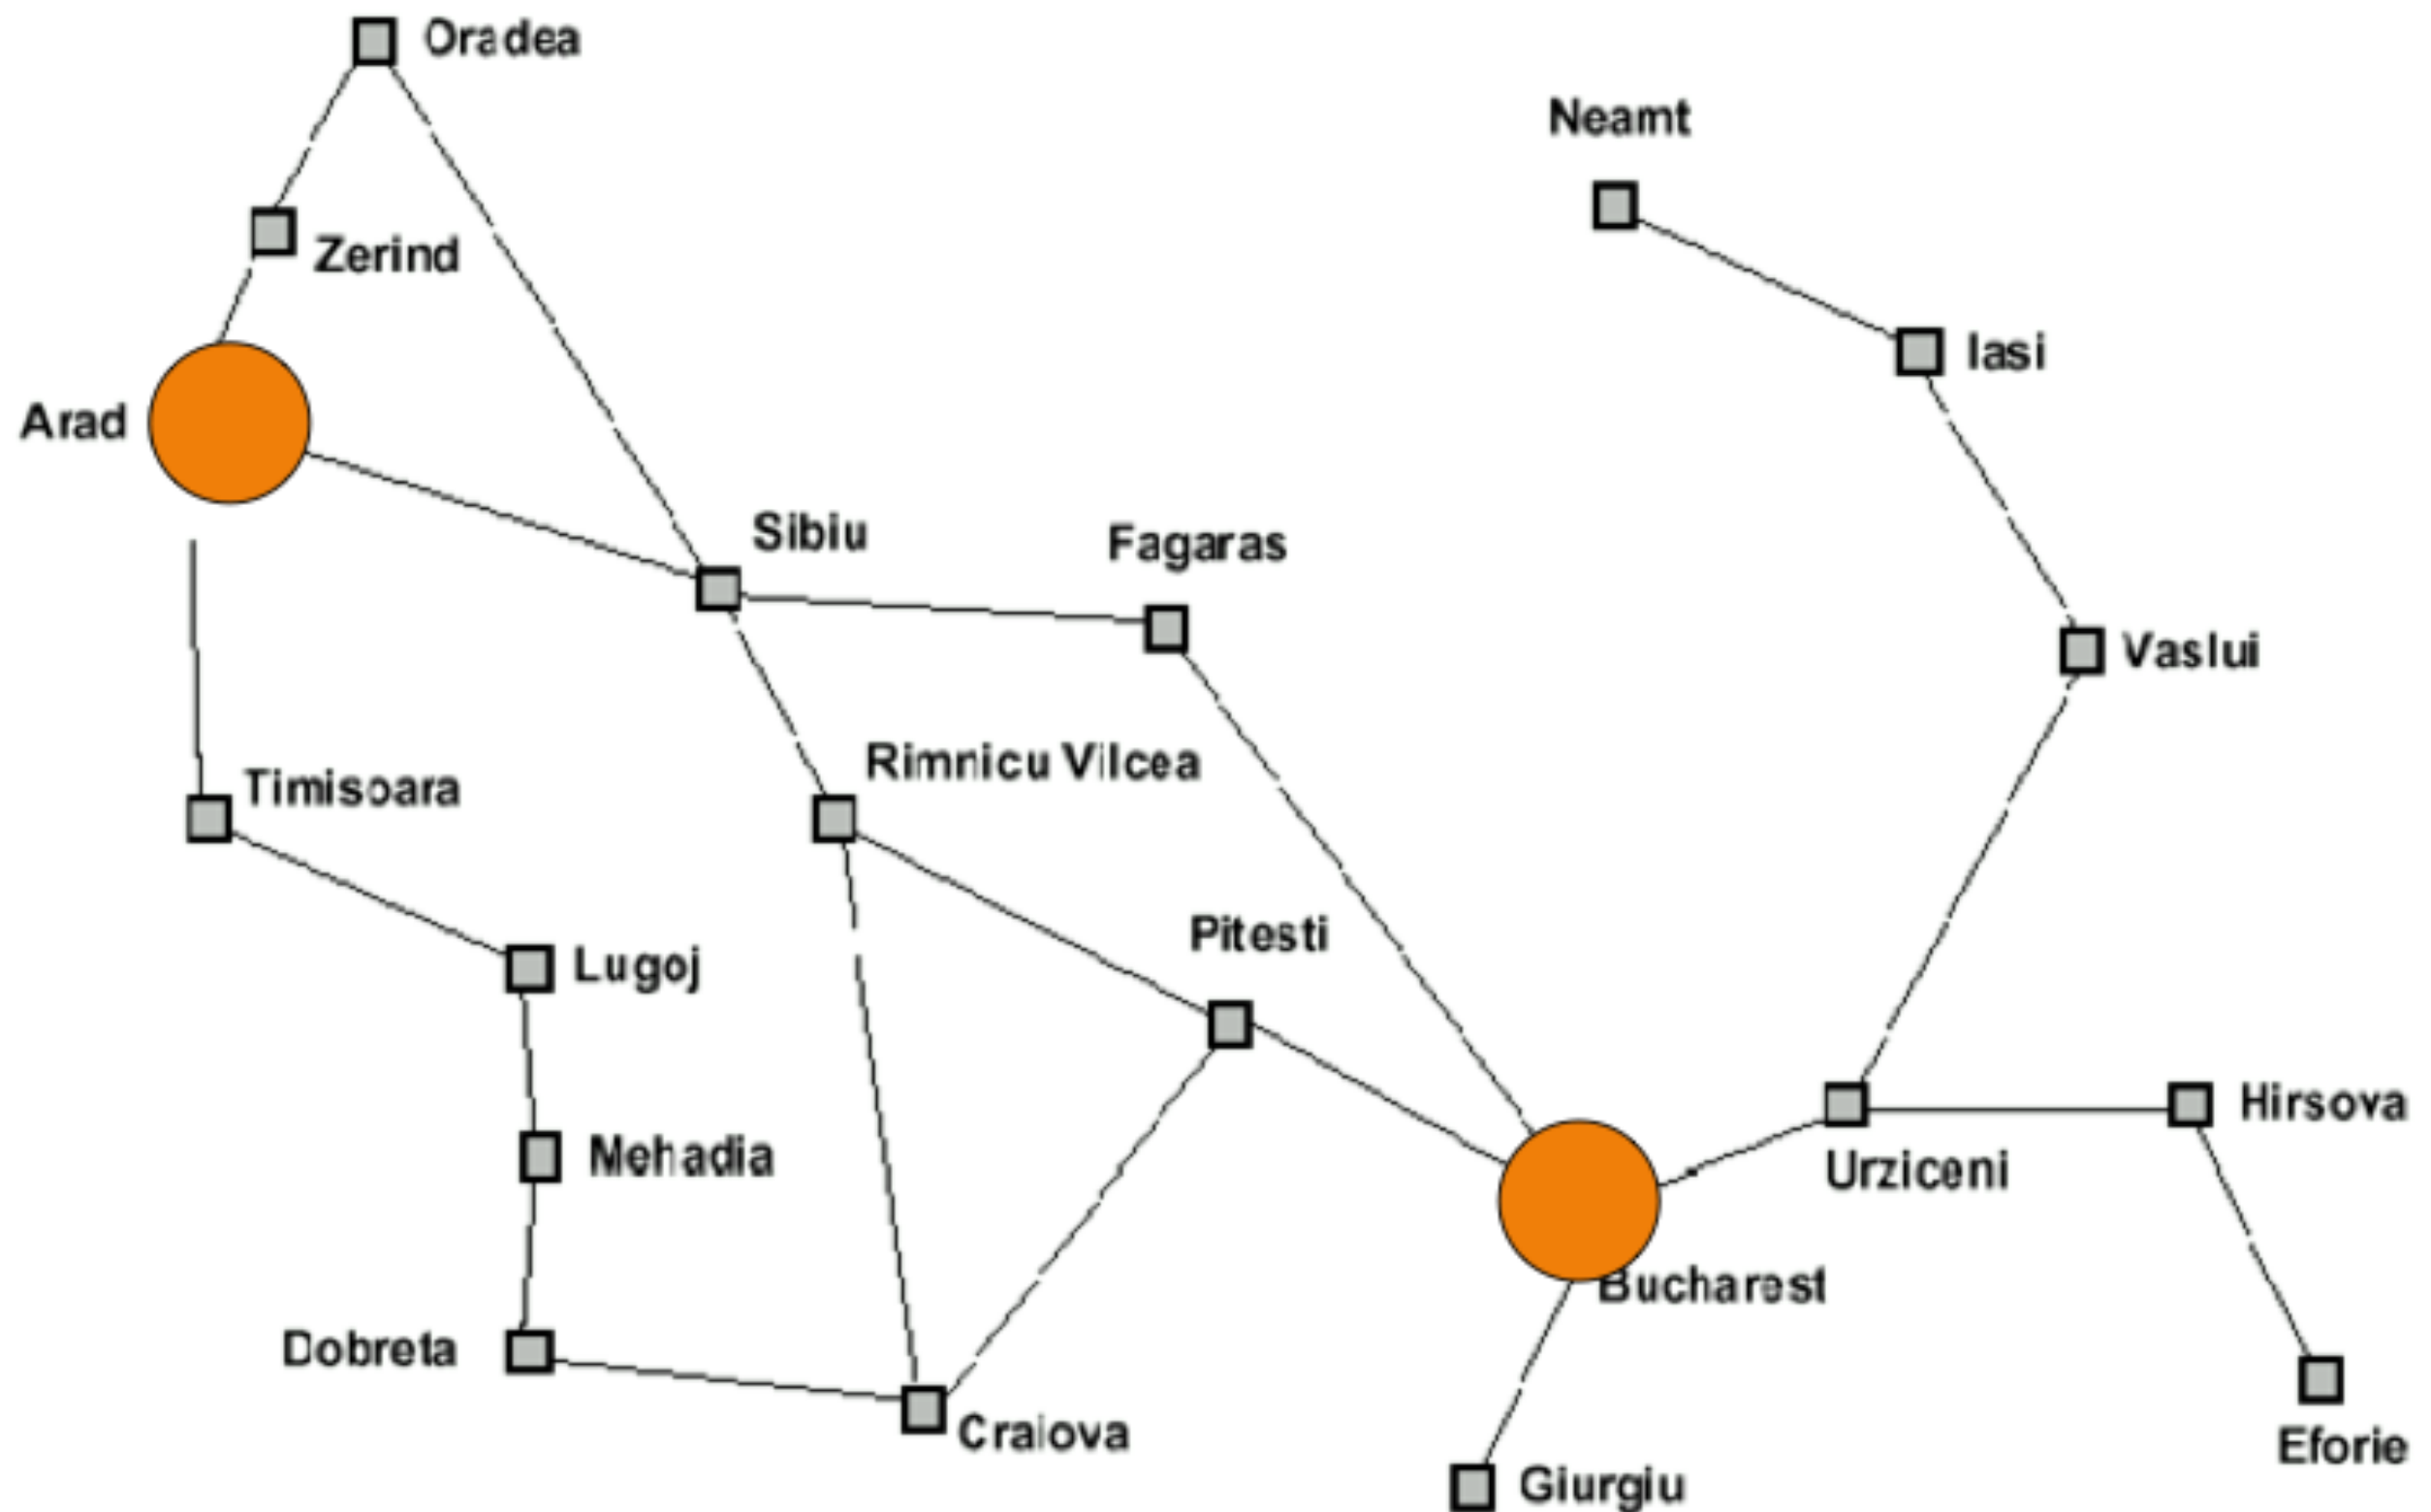 Oradea
Neamt
Zerind
Iasi
Arad
Sibiu
Fagaras
Vaslui
Rimnicu Vilcea
Timisoara
Pitesti
Lugoj
Hirsova
Mehadia
Urziceni
Bucharest
Dobreta
Craiova
Eforie
Giurgiu